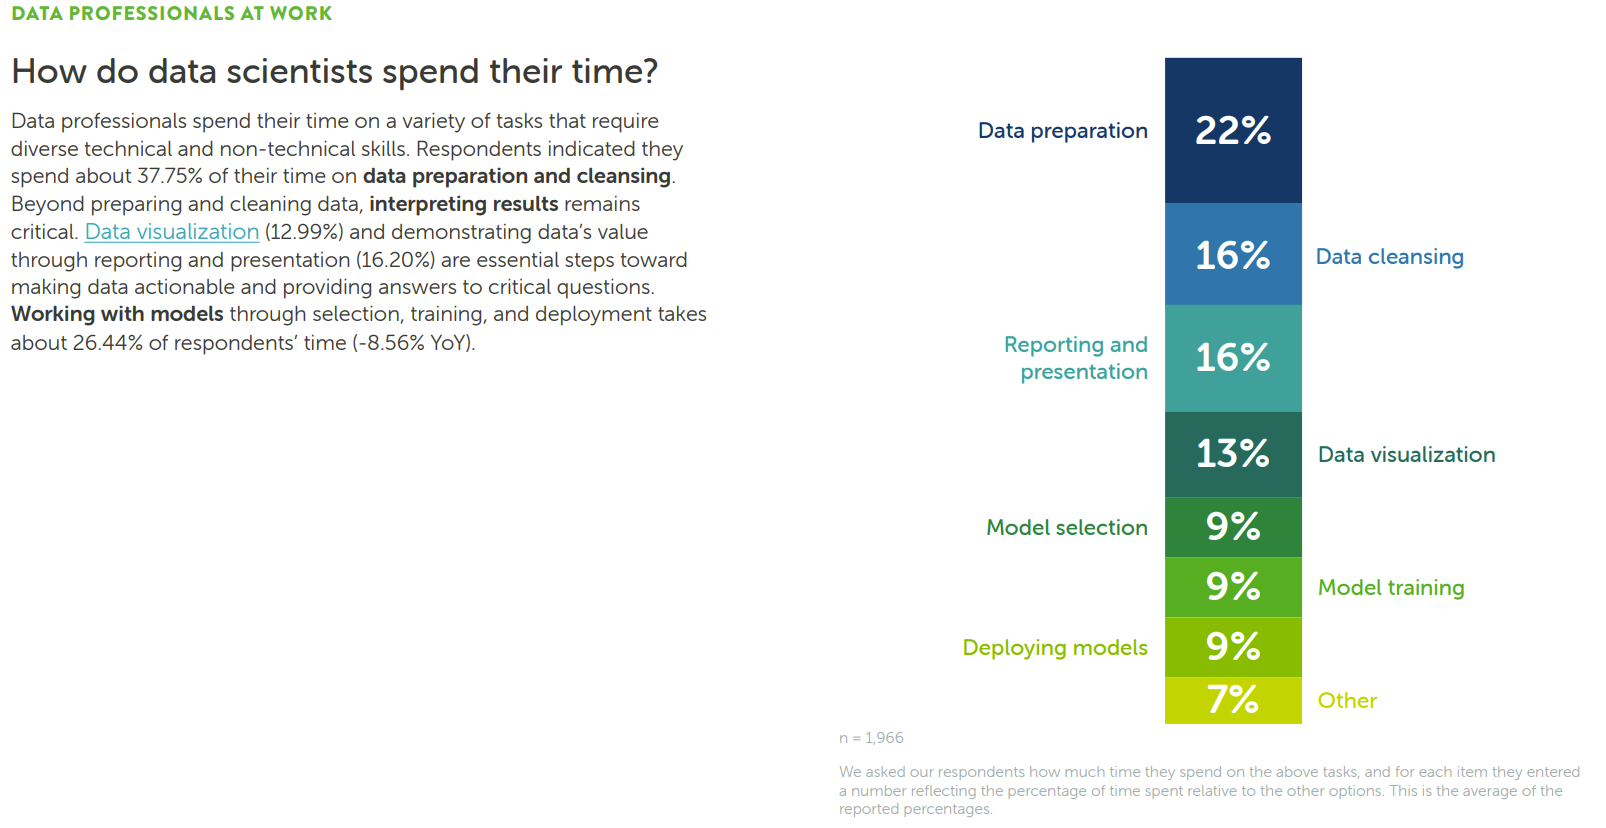 DATA PROFESSIONALS AT WORK
How do data scientists spend their time?
Data professionals spend their time on a variety of tasks that require
diverse technical and non-technical skills. Respondents indicated they
spend about 37.75% of their time on data preparation and cleansing.
Beyond preparing and cleaning data, interpreting results remains
critical. Data visualization (12.99%) and demonstrating data’s value
through reporting and presentation (16.20%) are essential steps toward
making data actionable and providing answers to critical questions.
Working with models through selection, training, and deployment takes
about 26.44% of respondents’ time (-8.56% YoY).
Data preparation
22%
16%
Data cleansing
Reporting and
presentation
16%
13%
Data visualization
Model selection
9%
9%
Model training
Deploying models
9%
7%
Other
n = 1,966
We asked our respondents how much time they spend on the above tasks, and for each item they entered
a number reflecting the percentage of time spent relative to the other options. This is the average of the
reported percentages.